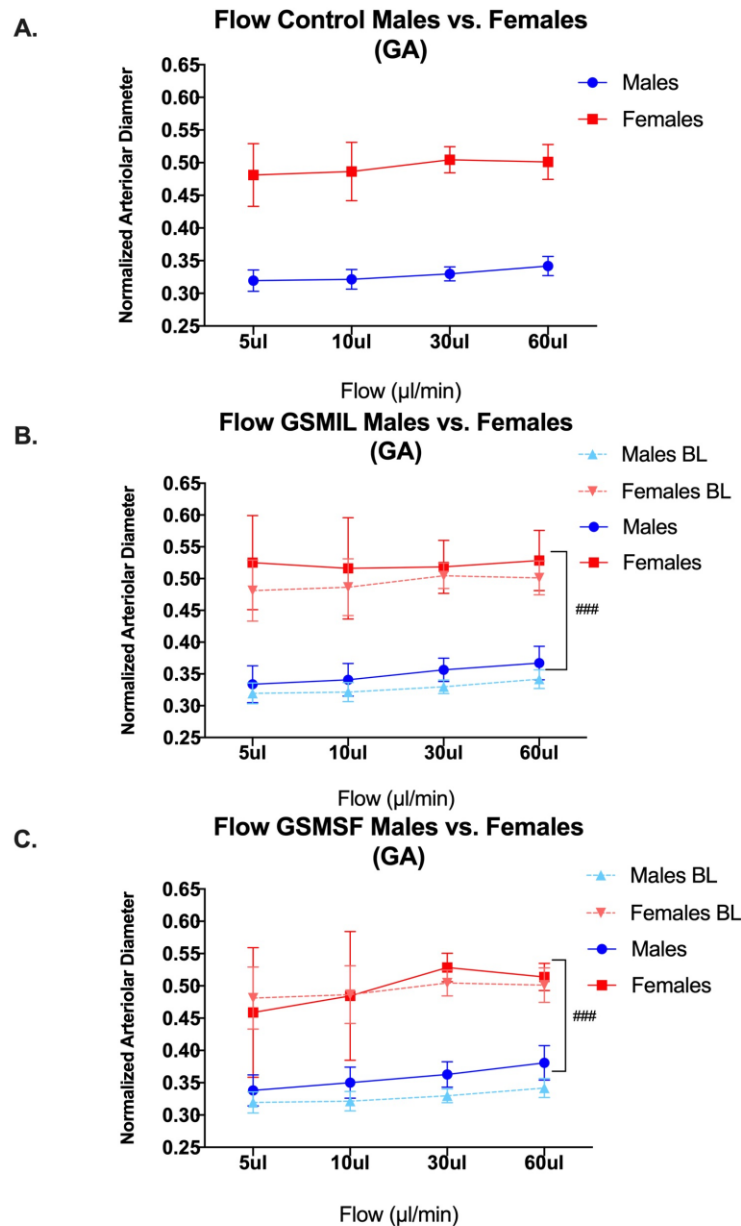 A.
Flow Control Males vs. Females
(GA)
Normalized Arteriolar Diameter
0.65
0.60
0.55
0.50
0.45
0.40
0.35
0.30
0.25
5ul 10ul 30ul 60ul
Flow (µl/min)
Males
Females
B.
Flow GSMIL Males vs. Females
(GA)
Normalized Arteriolar Diameter
0.65
0.60
0.55
0.50
0.45
0.40
0.35
0.30
0.25
5ul 10ul 30ul 60ul
Flow (µl/min)
Males BL
Females BL
Males
Females
###
C.
Flow GSMSF Males vs. Females
(GA)
Normalized Arteriolar Diameter
0.65
0.60
0.55
0.50
0.45
0.40
0.35
0.30
0.25
5ul 10ul 30ul 60ul
Flow (µl/min)
Males BL
Females BL
Males
Females
###